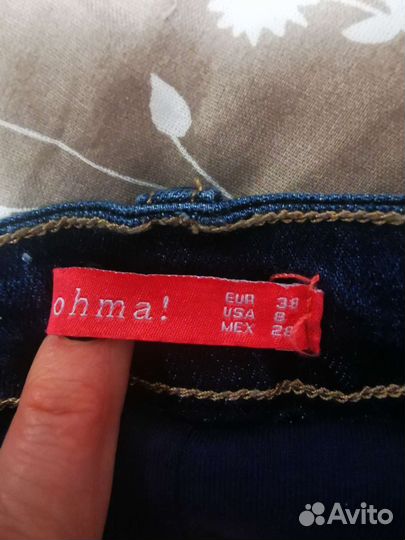 ohma!
EUR 38
USA 8
MEX 28
Avito